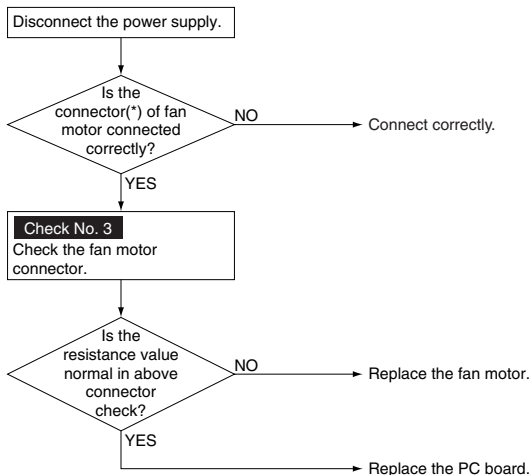 Disconnect the power supply.
Is the
connector(*) of fan
motor connected
correctly?
NO
Connect correctly.
YES
Check No. 3
Check the fan motor
connector.
Is the
resistance value
normal in above
connector
check?
NO
Replace the fan motor.
YES
Replace the PC board.